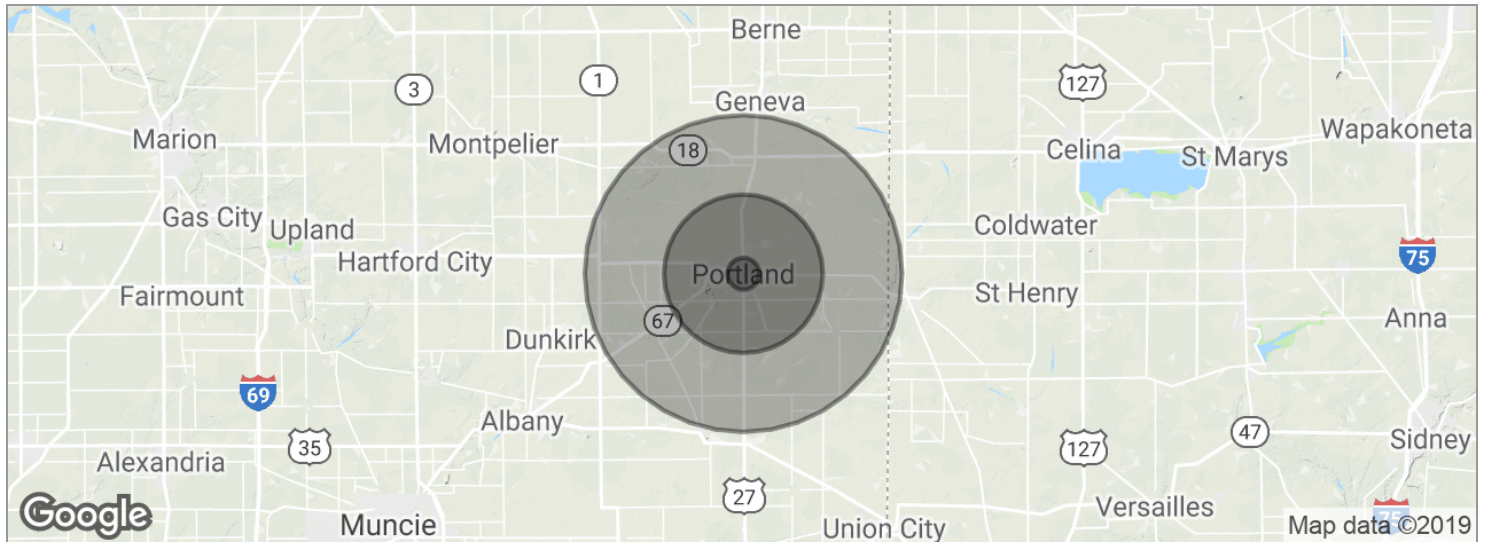 Berne
3
1
127
Geneva
Marion
Montpelier
18
Celina
St Marys
Wapakoneta
Gas City
Upland
Coldwater
Hartford City
75
Portland
Fairmount
St Henry
67
Anna
Dunkirk
69
Albany
35
127
47
Sidney
Alexandria
27
Versailles
75
Google
Muncie
Union City
Map data ©2019